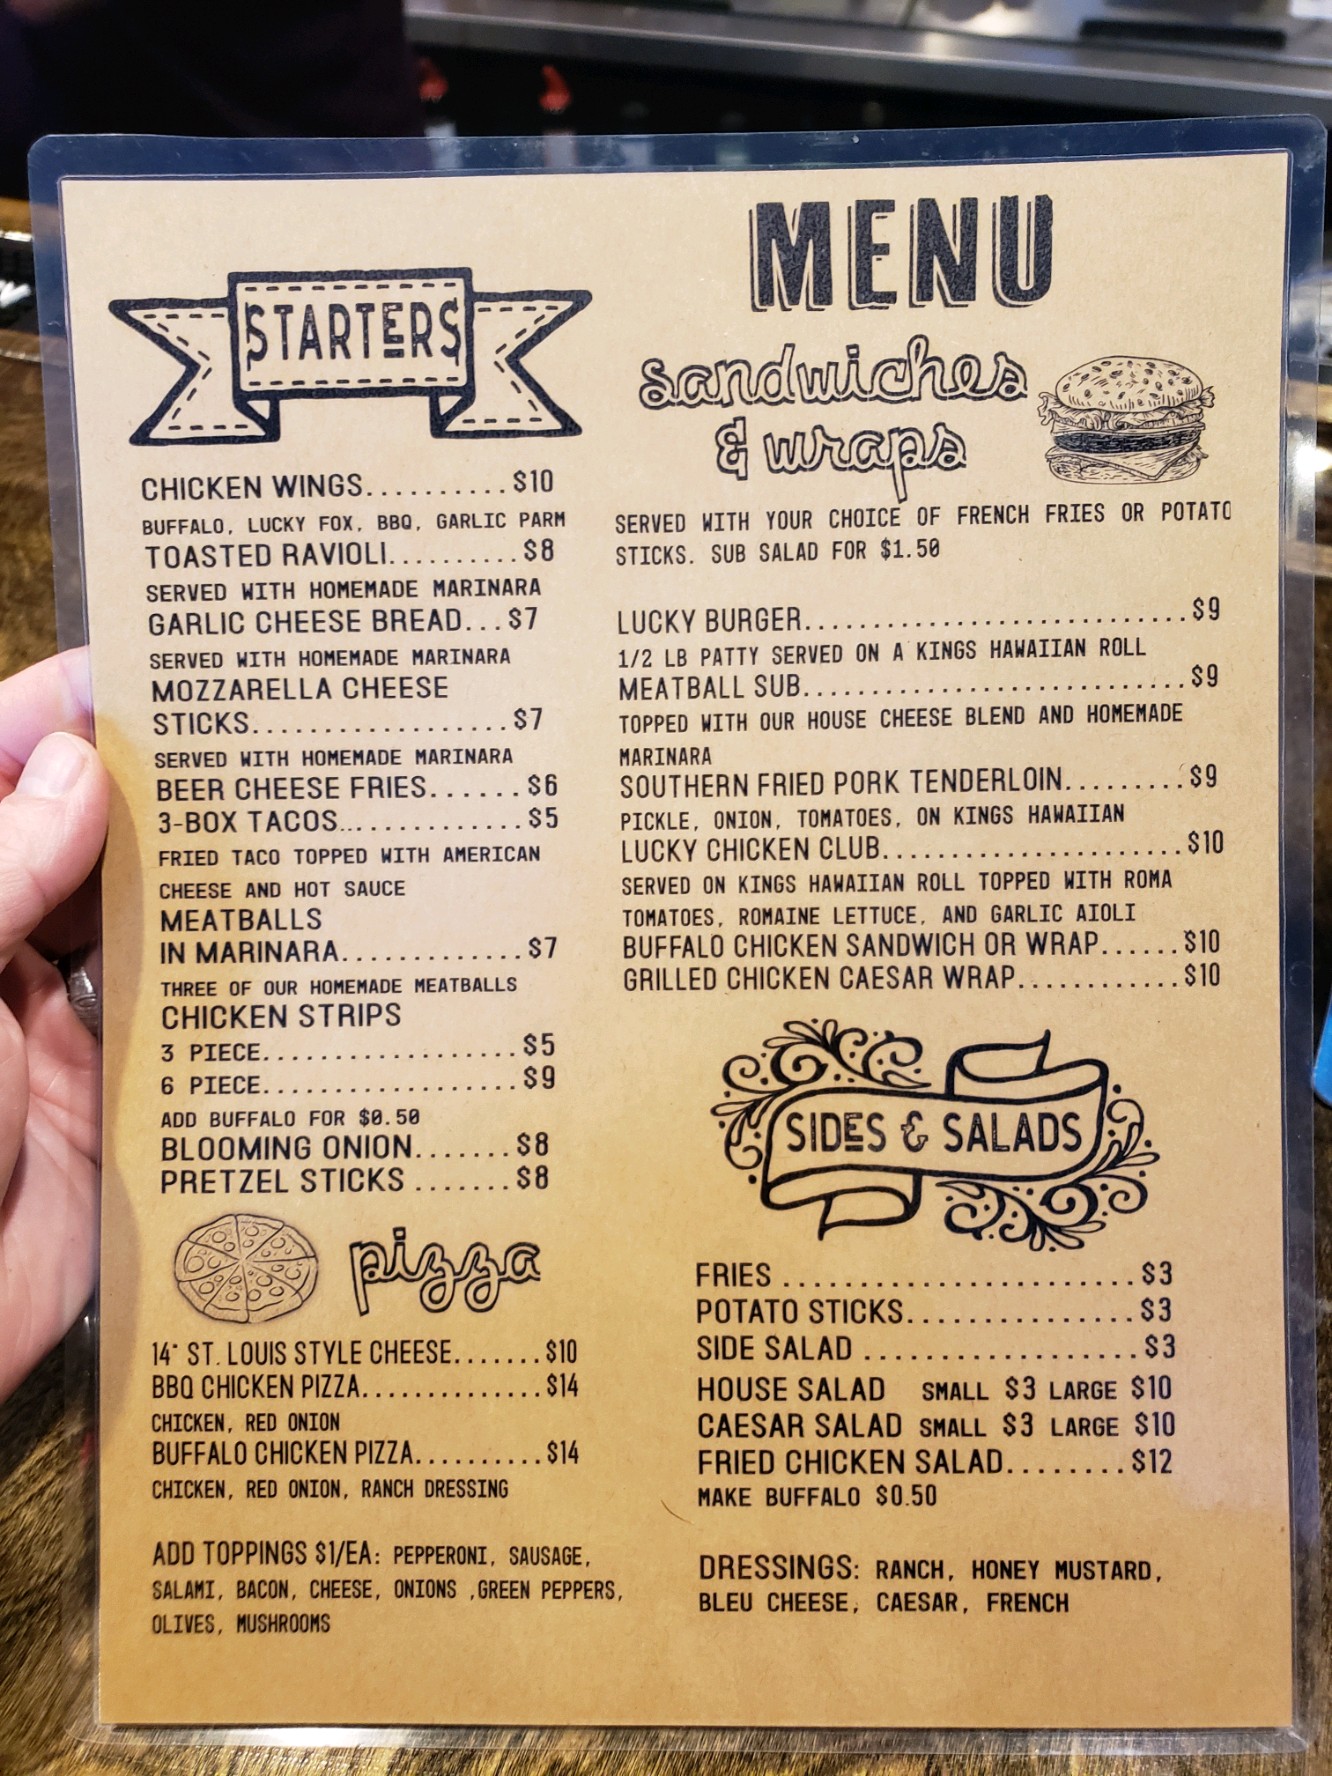 MENU
STARTERS
CHICKEN WINGS..........$10
BUFFALO, LUCKY FOX, BBQ, GARLIC PARM
TOASTED RAVIOLI..........$8
SERVED WITH HOMEMADE MARINARA
GARLIC CHEESE BREAD...$7
SERVED WITH HOMEMADE MARINARA
MOZZARELLA CHEESE
STICKS..................$7
SERVED WITH HOMEMADE MARINARA
BEER CHEESE FRIES.......$6
3-BOX TACOS...............$5
FRIED TACO TOPPED WITH AMERICAN
CHEESE AND HOT SAUCE
MEATBALLS
IN MARINARA.............$7
THREE OF OUR HOMEMADE MEATBALLS
CHICKEN STRIPS
3 PIECE..................$5
6 PIECE..................$9
ADD BUFFALO FOR $0.50
BLOOMING ONION.......$8
PRETZEL STICKS .......$8
pizza
14" ST. LOUIS STYLE CHEESE.......$10
BBQ CHICKEN PIZZA..............$14
CHICKEN, RED ONION
BUFFALO CHICKEN PIZZA..........$14
CHICKEN, RED ONION, RANCH DRESSING
ADD TOPPINGS $1/EA: PEPPERONI, SAUSAGE,
SALAMI, BACON, CHEESE, ONIONS ,GREEN PEPPERS,
OLIVES, MUSHROOMS
sandwiches
& wraps
SERVED WITH YOUR CHOICE OF FRENCH FRIES OR POTATO
STICKS. SUB SALAD FOR $1.50
LUCKY BURGER.............................$9
1/2 LB PATTY SERVED ON A KINGS HAWAIIAN ROLL
MEATBALL SUB.............................$9
TOPPED WITH OUR HOUSE CHEESE BLEND AND HOMEMADE
MARINARA
SOUTHERN FRIED PORK TENDERLOIN.........$9
PICKLE, ONION, TOMATOES, ON KINGS HAWAIIAN
LUCKY CHICKEN CLUB.......................$10
SERVED ON KINGS HAWAIIAN ROLL TOPPED WITH ROMA
TOMATOES, ROMAINE LETTUCE, AND GARLIC AIOLI
BUFFALO CHICKEN SANDWICH OR WRAP......$10
GRILLED CHICKEN CAESAR WRAP............$10
SIDES & SALADS
FRIES .......................$3
POTATO STICKS...............$3
SIDE SALAD ..................$3
HOUSE SALAD SMALL $3 LARGE $10
CAESAR SALAD SMALL $3 LARGE $10
FRIED CHICKEN SALAD........$12
MAKE BUFFALO $0.50
DRESSINGS: RANCH, HONEY MUSTARD,
BLEU CHEESE, CAESAR, FRENCH